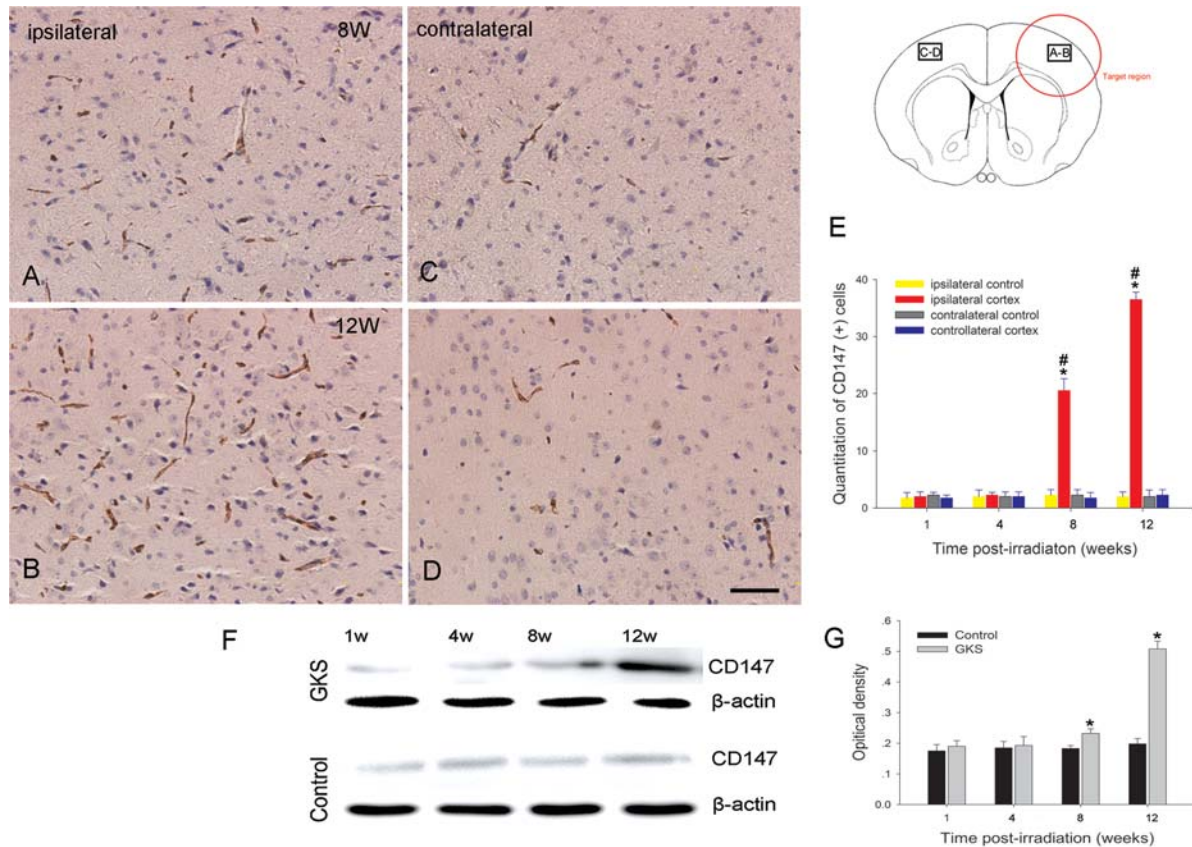 ipsilateral 8W
A
contralateral
C
12W
B
D
C-D
A-B
Target region
E
ipsilateral control
ipsilateral cortex
contralateral control
controllateral cortex
Quantitation of CD147 (+) cells
40
30
20
10
0
#
*
#
*
1 4 8 12
Time post-irradiaton (weeks)
F
1w 4w 8w 12w
GKS
CD147
β-actin
Control
CD147
β-actin
G
Control
GKS
Opitical density
.6
.5
.4
.3
.2
.1
0.0
*
*
1 4 8 12
Time post-irradiation (weeks)